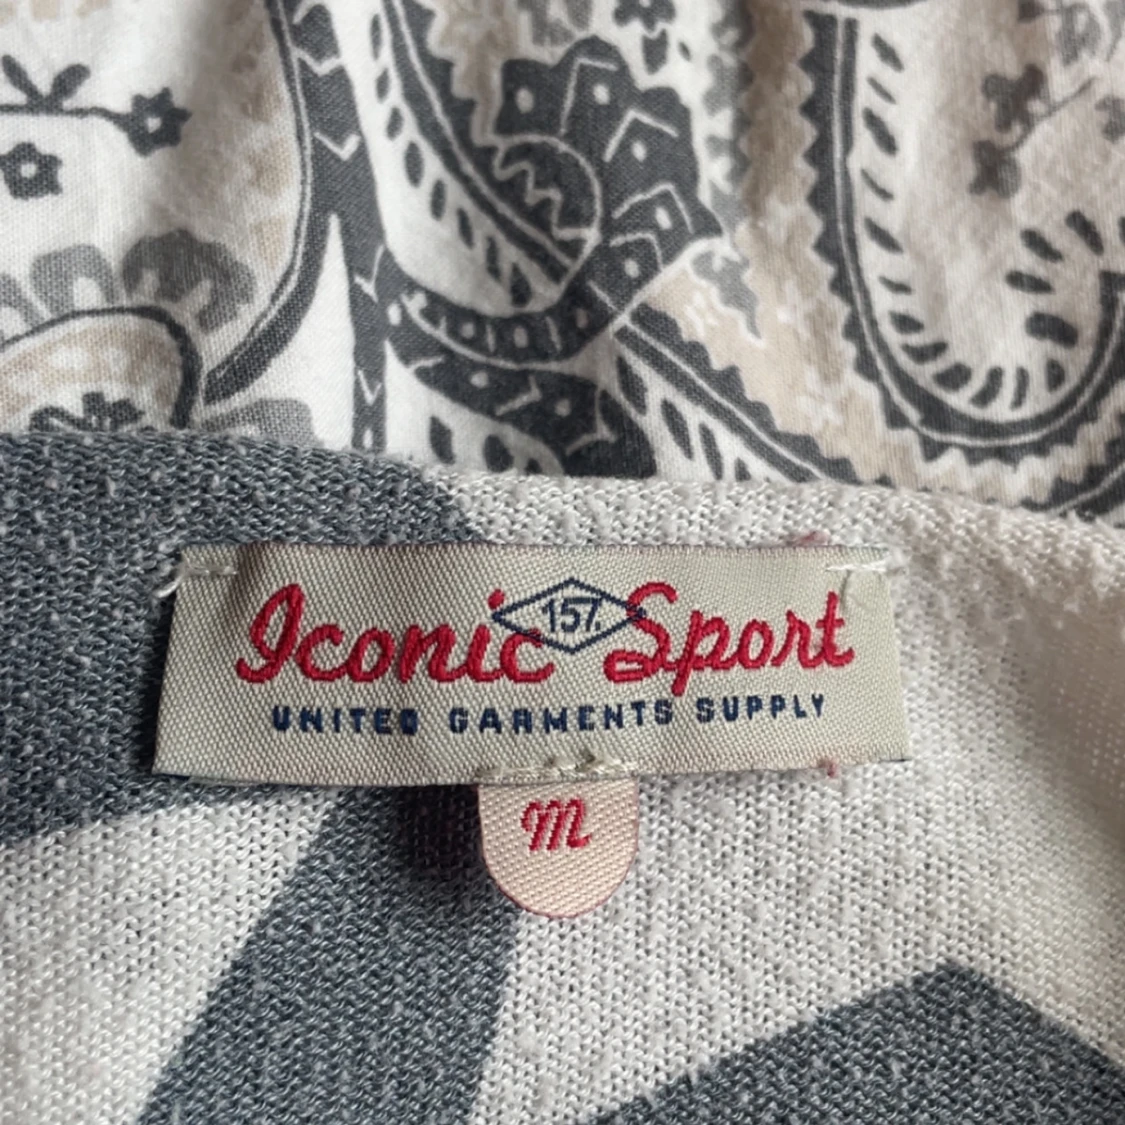 Iconic 157. Sport
UNITED GARMENTS SUPPLY
M